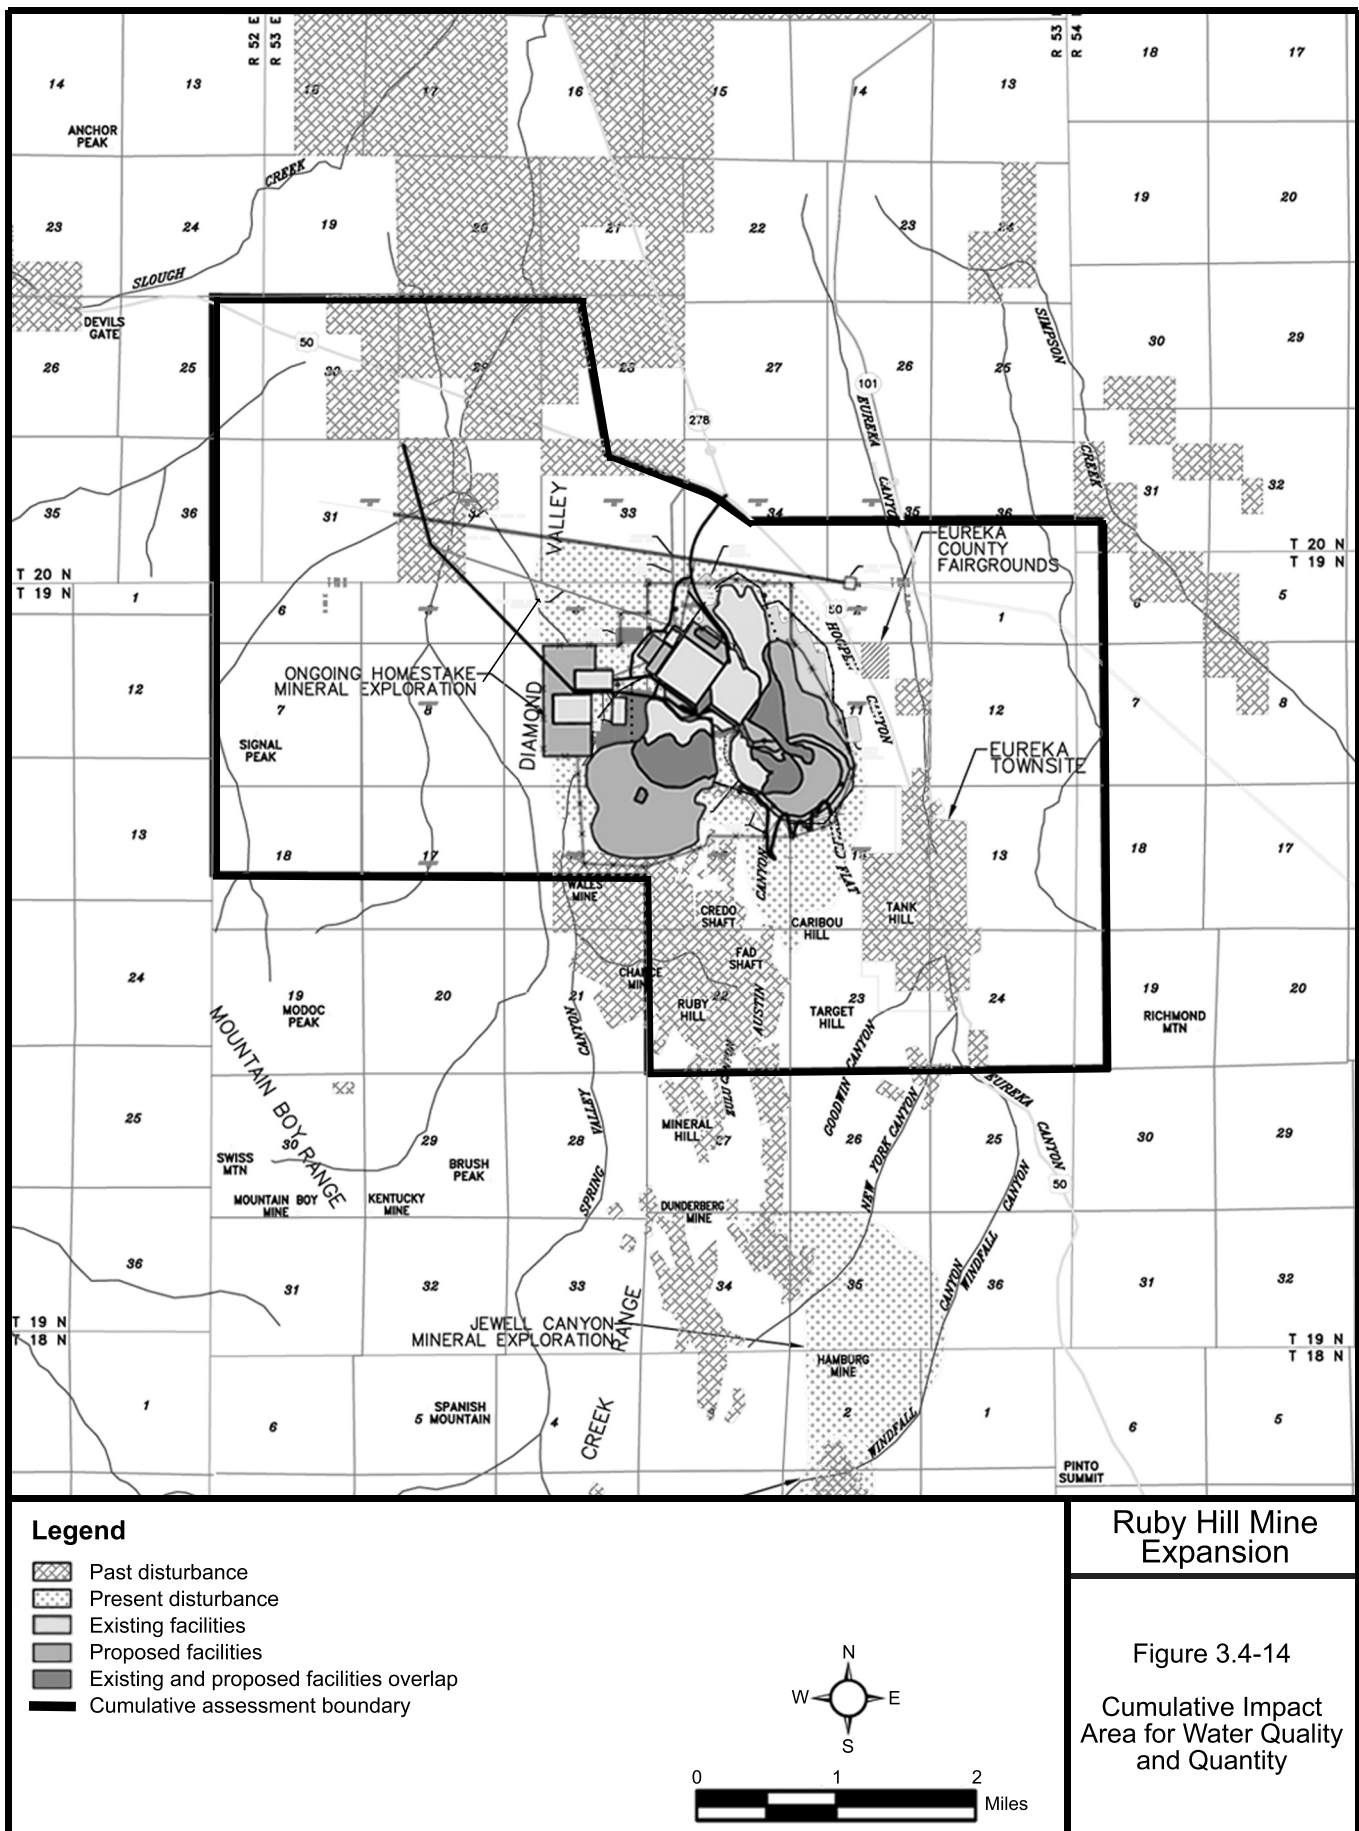 R 52 E
R 53 E
R 53 E
R 54 E
14
13
18
17
16
15
14
13
18
17
ANCHOR
PEAK
CREEK
23
24
19
20
21
22
23
24
19
20
SLOUGH
DEVILS
GATE
50
SIMPSON
26
25
30
29
28
27
26
25
30
29
101
278
EUREKA
CANYON
CREEK
35
36
31
32
33
34
35
36
31
32
VALLEY
EUREKA
COUNTY
FAIRGROUNDS
T 20 N
T 19 N
T 20 N
T 19 N
1
6
50
2
1
6
5
ONGOING HOMESTAKE
MINERAL EXPLORATION
12
7
8
DIAMOND
11
CANYON
12
7
8
SIGNAL
PEAK
EUREKA
TOWNSITE
13
18
17
13
18
17
WALES
MINE
CANYON
FLAT
CREDO
SHAFT
CARIBOU
HILL
TANK
HILL
FAD
SHAFT
24
19
20
21
22
23
24
19
20
MODOC
PEAK
RUBY
HILL
AUSTIN
TARGET
HILL
RICHMOND
MTN
MOUNTAIN BOY RANGE
CANYON
GOODWIN CANYON
EUREKA
CANYON
25
30
29
28
27
26
25
30
29
VALLEY
MINERAL
HILL
NEW YORK CANYON
SWISS
MTN
BRUSH
PEAK
MOUNTAIN BOY
MINE
KENTUCKY
MINE
SPRING
DUNDERBERG
MINE
CANYON
50
36
31
32
33
34
35
36
31
32
WINDFALL
CANYON
JEWELL CANYON
MINERAL EXPLORATION
RANGE
T 19 N
T 18 N
T 19 N
T 18 N
HAMBURG
MINE
1
6
5
SPANISH
MOUNTAIN
4
CREEK
2
WINDFALL
1
6
5
PINTO
SUMMIT
Legend
Past disturbance
Present disturbance
Existing facilities
Proposed facilities
Existing and proposed facilities overlap
Cumulative assessment boundary
N
W
E
S
0
1
2
Miles
Ruby Hill Mine
Expansion
Figure 3.4-14
Cumulative Impact
Area for Water Quality
and Quantity